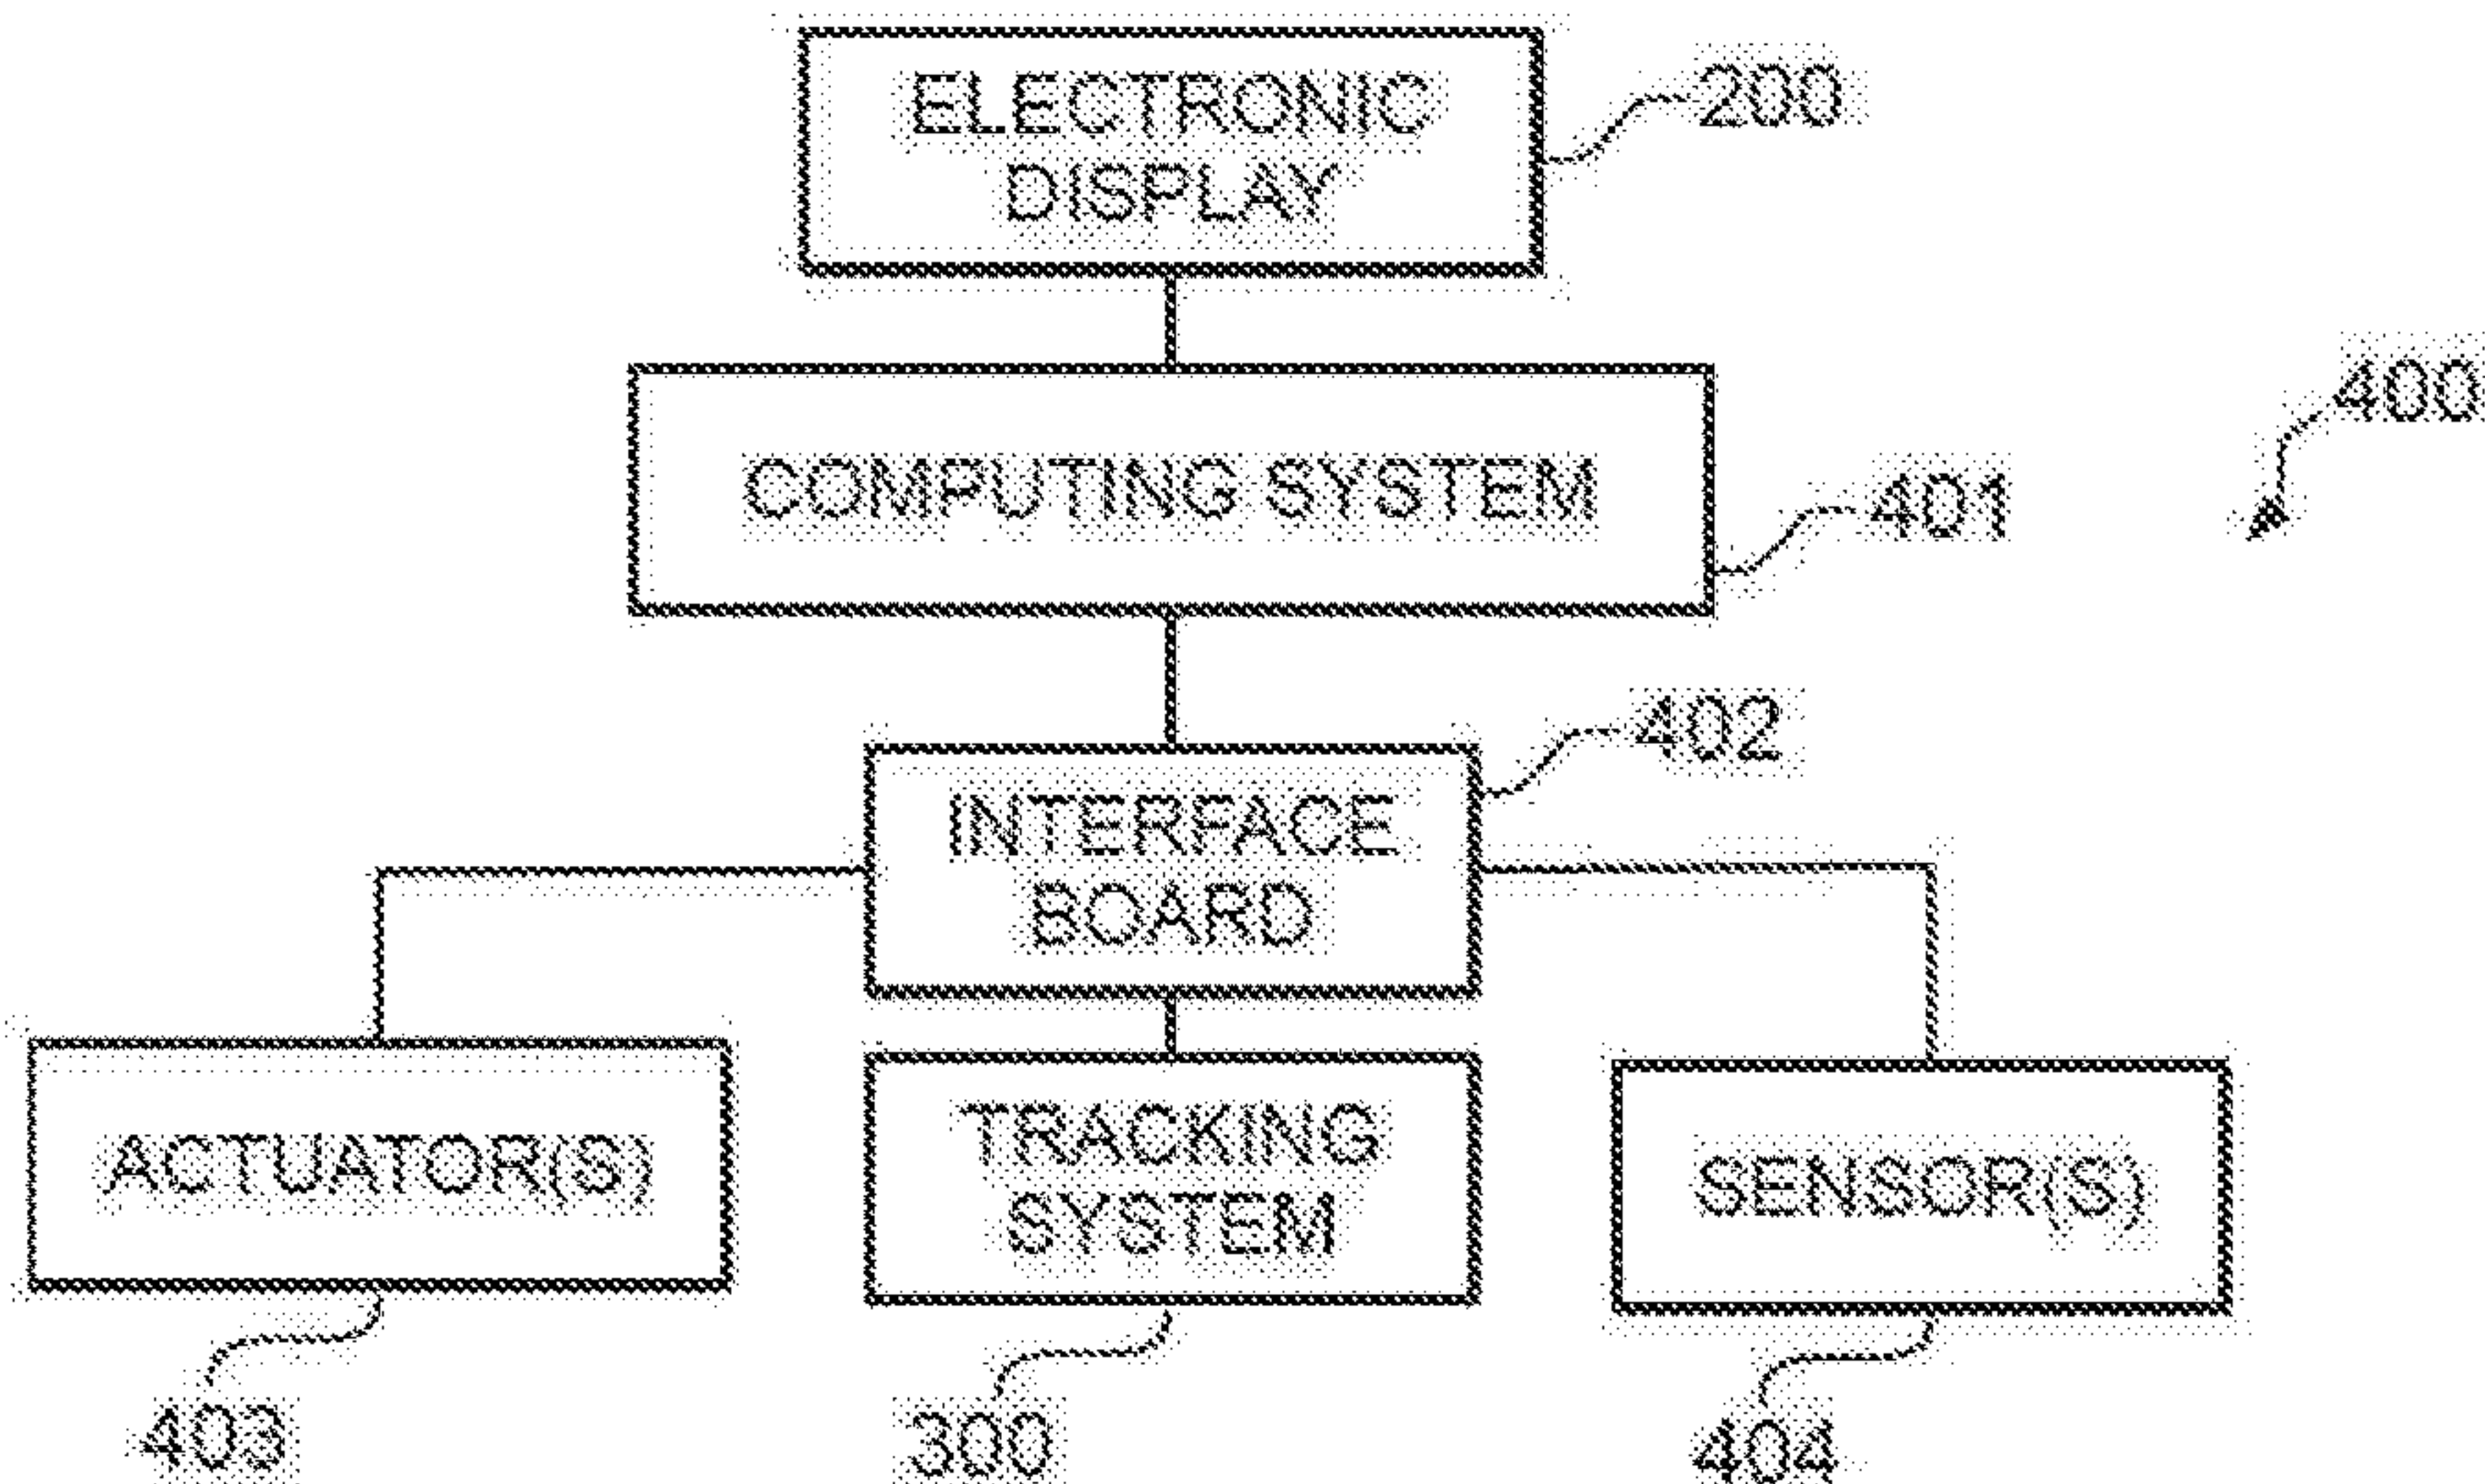 ELECTRONIC
DISPLAY
200
COMPUTING SYSTEM
400
401
INTERFACE
BOARD
402
ACTUATOR(S)
TRACKING
SYSTEM
SENSOR(S)
403
300
404